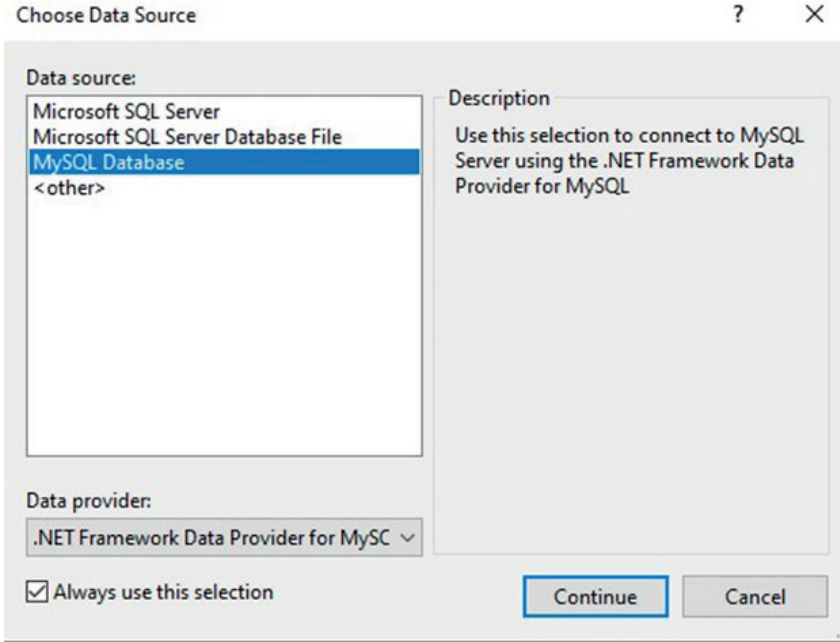 Choose Data Source
?
Data source:
Microsoft SQL Server
Microsoft SQL Server Database File
MySQL Database
<other>
Description
Use this selection to connect to MySQL
Server using the .NET Framework Data
Provider for MySQL
Data provider:
.NET Framework Data Provider for MySC
Always use this selection
Continue
Cancel